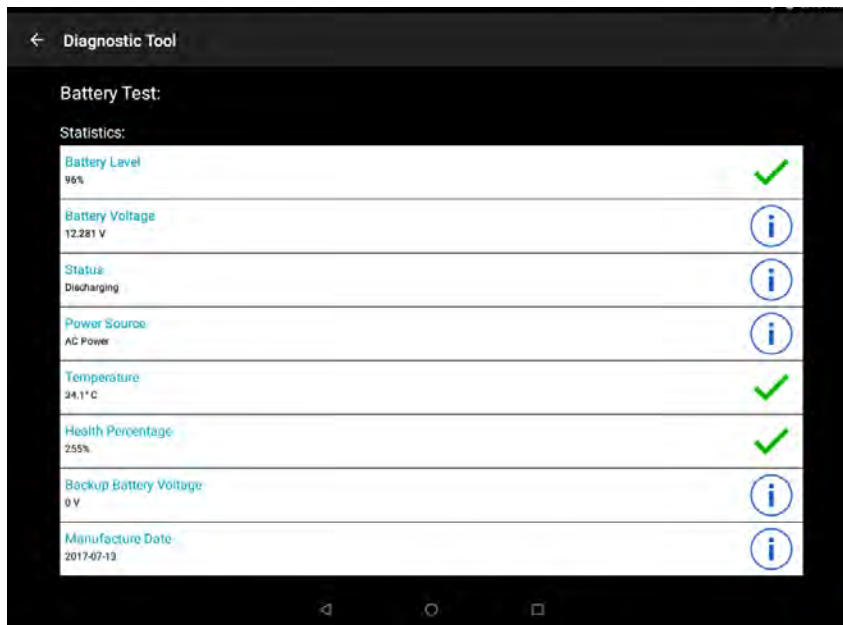 Diagnostic Tool
Battery Test:
Statistics:
Battery Level
96%
Battery Voltage
12.281 V
Status
Discharging
Power Source
AC Power
Temperature
34.1° C
Health Percentage
255%
Backup Battery Voltage
0 V
Manufacture Date
2017-07-13